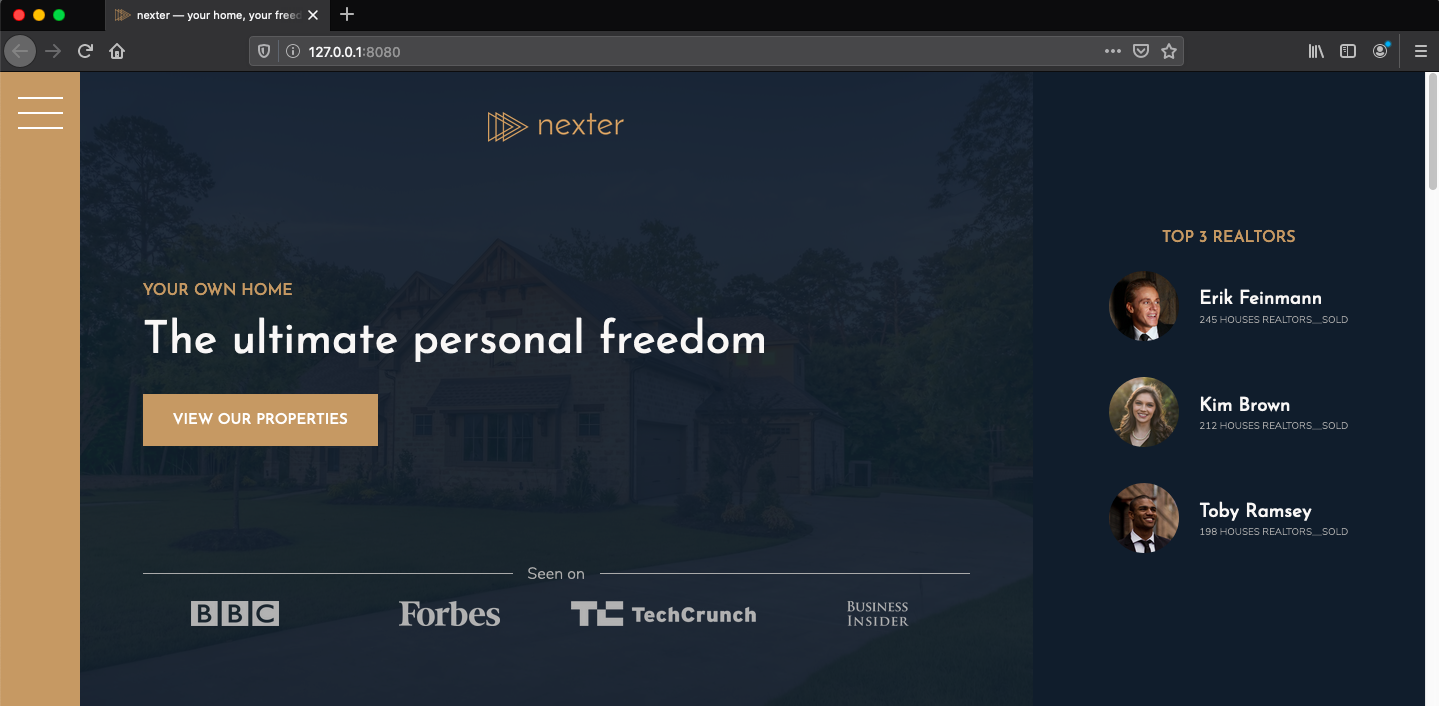 nexter — your home, your freed
127.0.0.1:8080
nexter
YOUR OWN HOME
The ultimate personal freedom
VIEW OUR PROPERTIES
Seen on
BBC
Forbes
TC TechCrunch
BUSINESS
INSIDER
TOP 3 REALTORS
Erik Feinmann
245 HOUSES REALTORS__SOLD
Kim Brown
212 HOUSES REALTORS__SOLD
Toby Ramsey
198 HOUSES REALTORS__SOLD